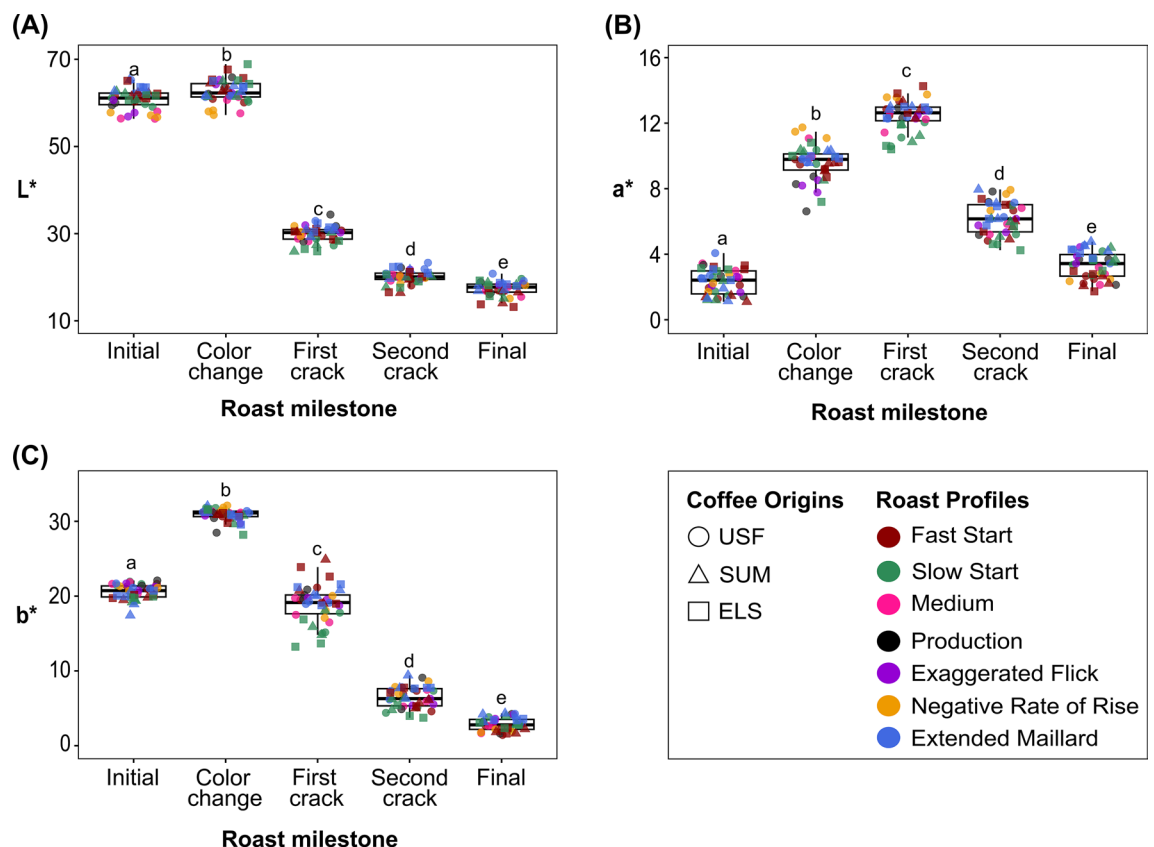 (A)
70
50
30
10
L*
a
b
c
d
e
Initial
Color
change
First
crack
Second
crack
Final
Roast milestone
(B)
16
12
8
4
0
a*
a
b
c
d
e
Initial
Color
change
First
crack
Second
crack
Final
Roast milestone
(C)
30
20
10
0
b*
a
b
c
d
e
Initial
Color
change
First
crack
Second
crack
Final
Roast milestone
Coffee Origins
USF
SUM
ELS
Roast Profiles
Fast Start
Slow Start
Medium
Production
Exaggerated Flick
Negative Rate of Rise
Extended Maillard